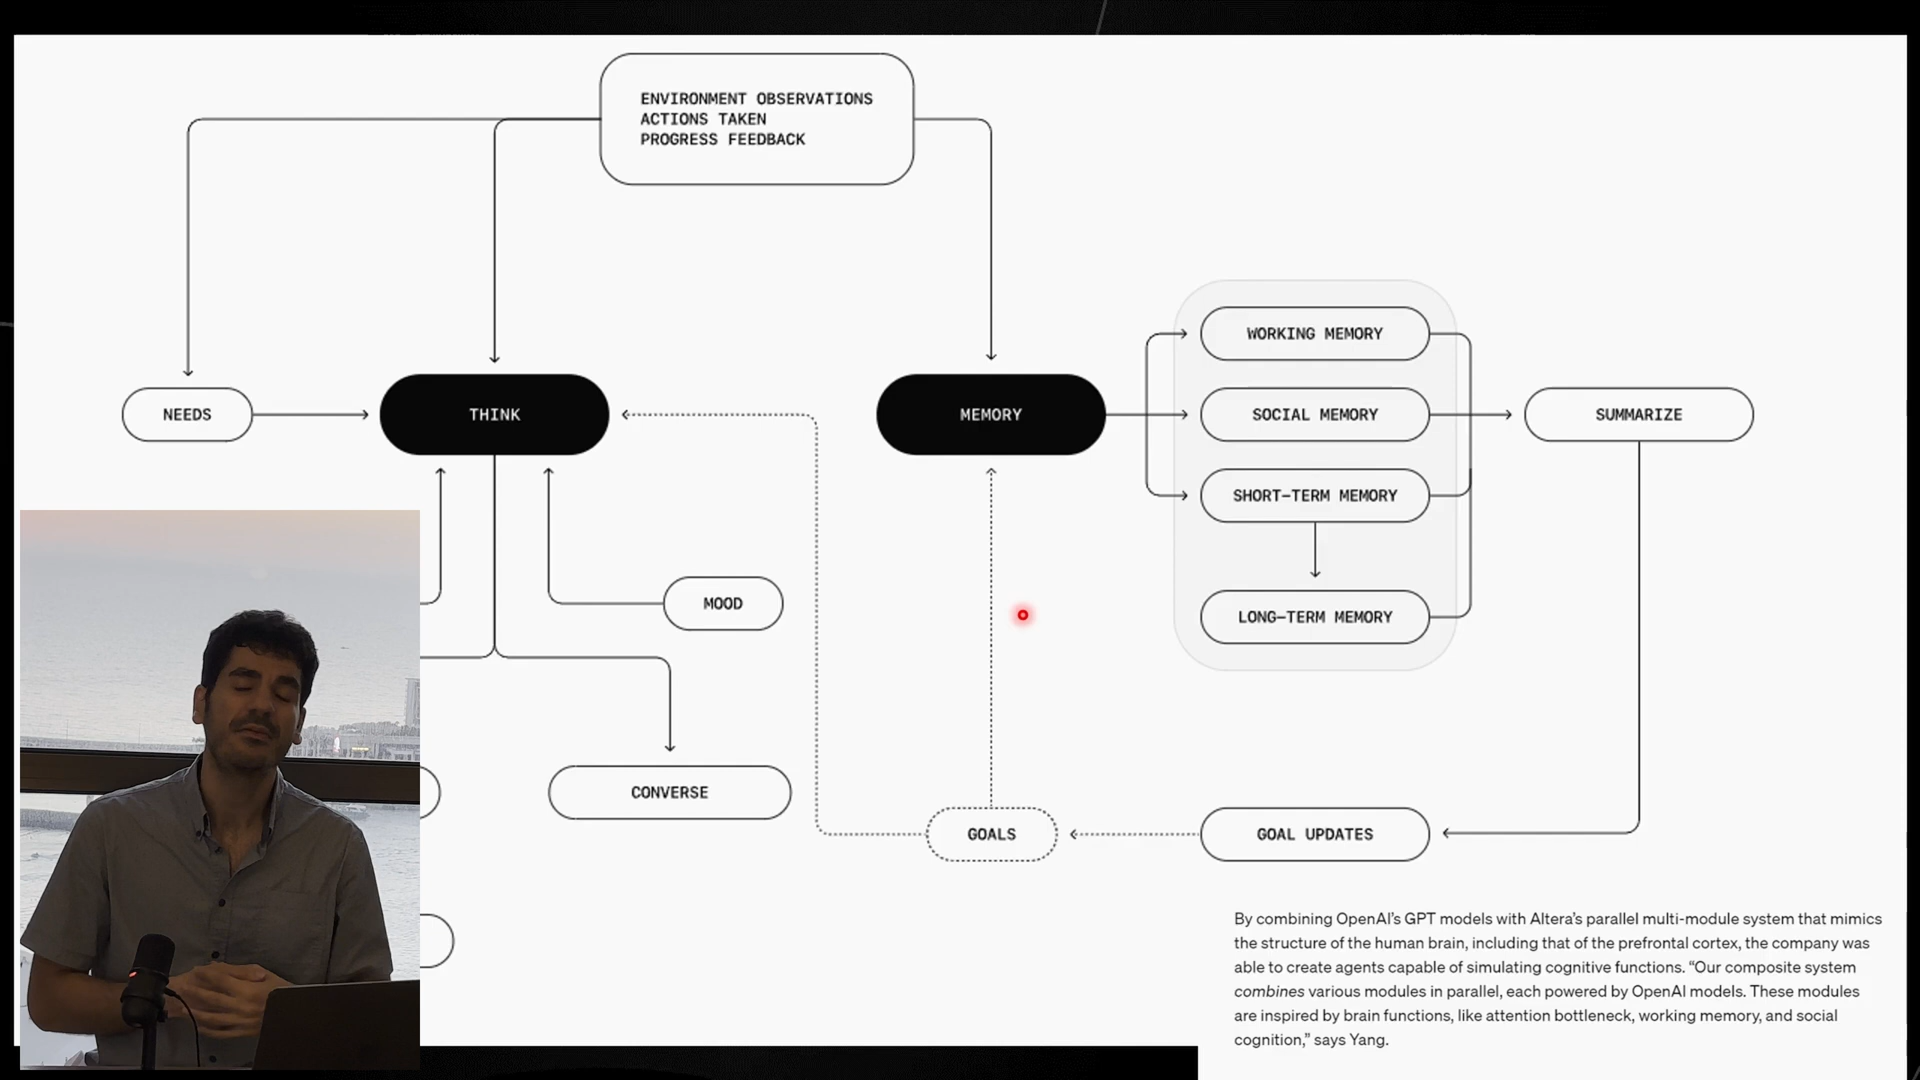 ENVIRONMENT OBSERVATIONS
ACTIONS TAKEN
PROGRESS FEEDBACK
WORKING MEMORY
NEEDS
THINK
MEMORY
SOCIAL MEMORY
SUMMARIZE
SHORT-TERM MEMORY
MOOD
LONG-TERM MEMORY
CONVERSE
GOALS
GOAL UPDATES
By combining OpenAI's GPT models with Altera's parallel multi-module system that mimics
the structure of the human brain, including that of the prefrontal cortex, the company was
able to create agents capable of simulating cognitive functions. “Our composite system
combines various modules in parallel, each powered by OpenAI models. These modules
are inspired by brain functions, like attention bottleneck, working memory, and social
cognition,” says Yang.